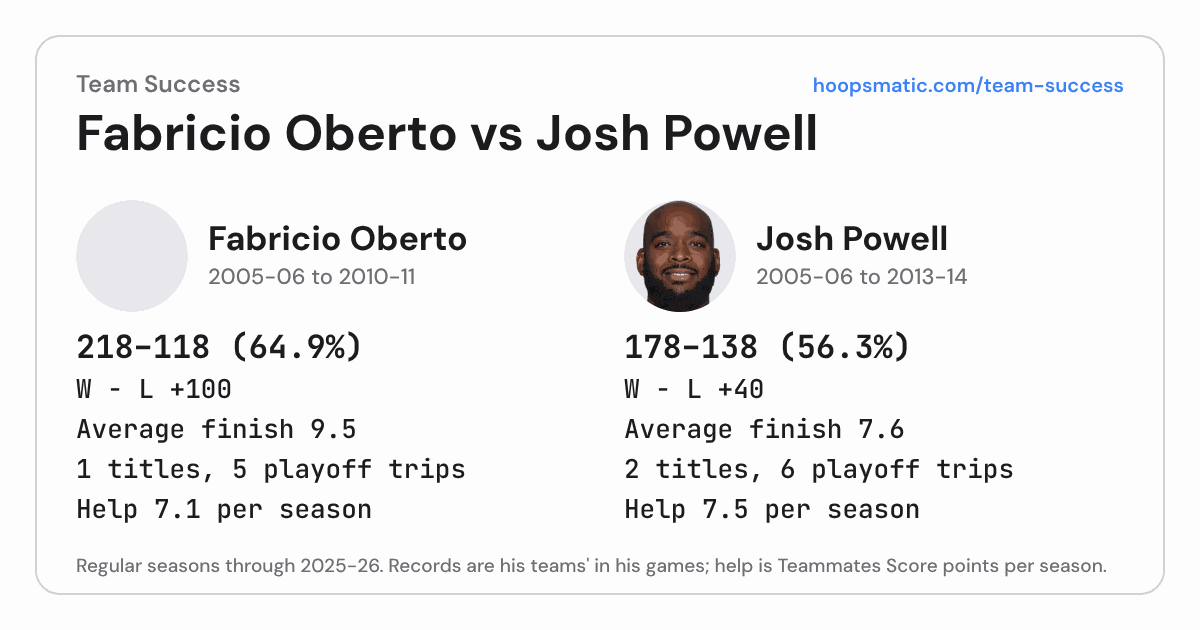 Team Success
hoopsmatic.com/team-success
Fabricio Oberto vs Josh Powell
Fabricio Oberto
2005-06 to 2010-11
218-118 (64.9%)
W - L +100
Average finish 9.5
1 titles, 5 playoff trips
Help 7.1 per season
Josh Powell
2005-06 to 2013-14
178-138 (56.3%)
W - L +40
Average finish 7.6
2 titles, 6 playoff trips
Help 7.5 per season
Regular seasons through 2025-26. Records are his teams' in his games; help is Teammates Score points per season.